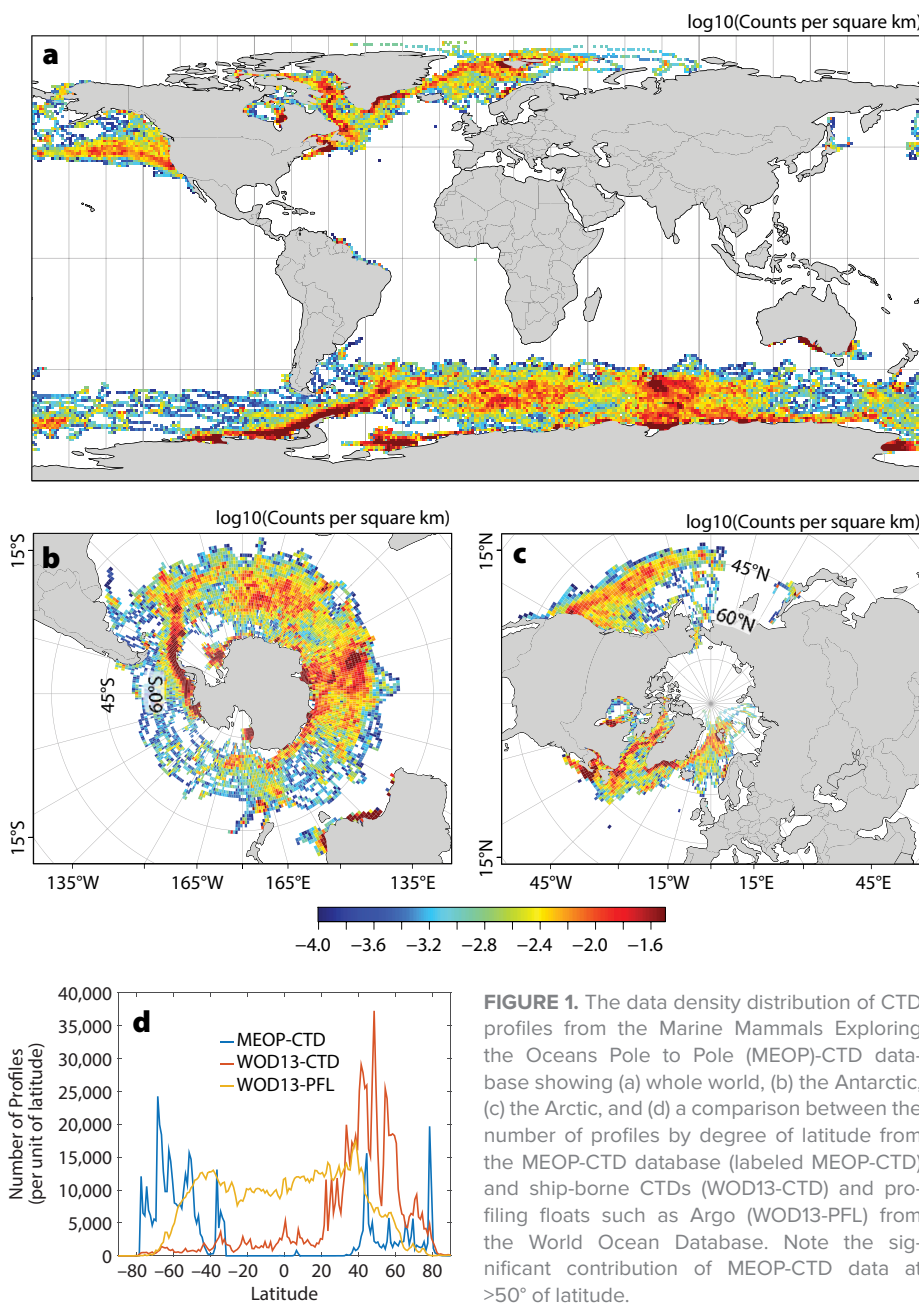 log10(Counts per square km)
a
log10(Counts per square km)
b
15°S
45°S
60°S
15°S
135°W 165°W 165°E 135°E
log10(Counts per square km)
c
15°N
45°N
60°N
15°N
45°W 15°W 15°E 45°E
−4.0 −3.6 −3.2 −2.8 −2.4 −2.0 −1.6
d
40,000
35,000
30,000
25,000
20,000
15,000
10,000
5,000
0
Number of Profiles
(per unit of latitude)
MEOP-CTD
WOD13-CTD
WOD13-PFL
−80 −60 −40 −20 0 20 40 60 80
Latitude
FIGURE 1. The data density distribution of CTD
profiles from the Marine Mammals Exploring
the Oceans Pole to Pole (MEOP)-CTD data-
base showing (a) whole world, (b) the Antarctic,
(c) the Arctic, and (d) a comparison between the
number of profiles by degree of latitude from
the MEOP-CTD database (labeled MEOP-CTD)
and ship-borne CTDs (WOD13-CTD) and pro-
filing floats such as Argo (WOD13-PFL) from
the World Ocean Database. Note the sig-
nificant contribution of MEOP-CTD data at
>50° of latitude.